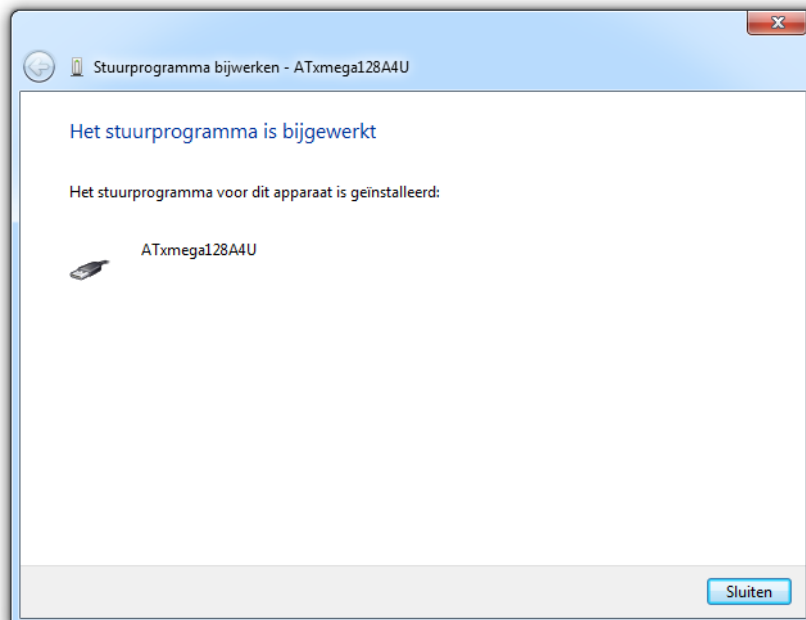 Stuurprogramma bijwerken - ATxmega128A4U
Het stuurprogramma is bijgewerkt
Het stuurprogramma voor dit apparaat is geïnstalleerd:
ATxmega128A4U
Sluiten